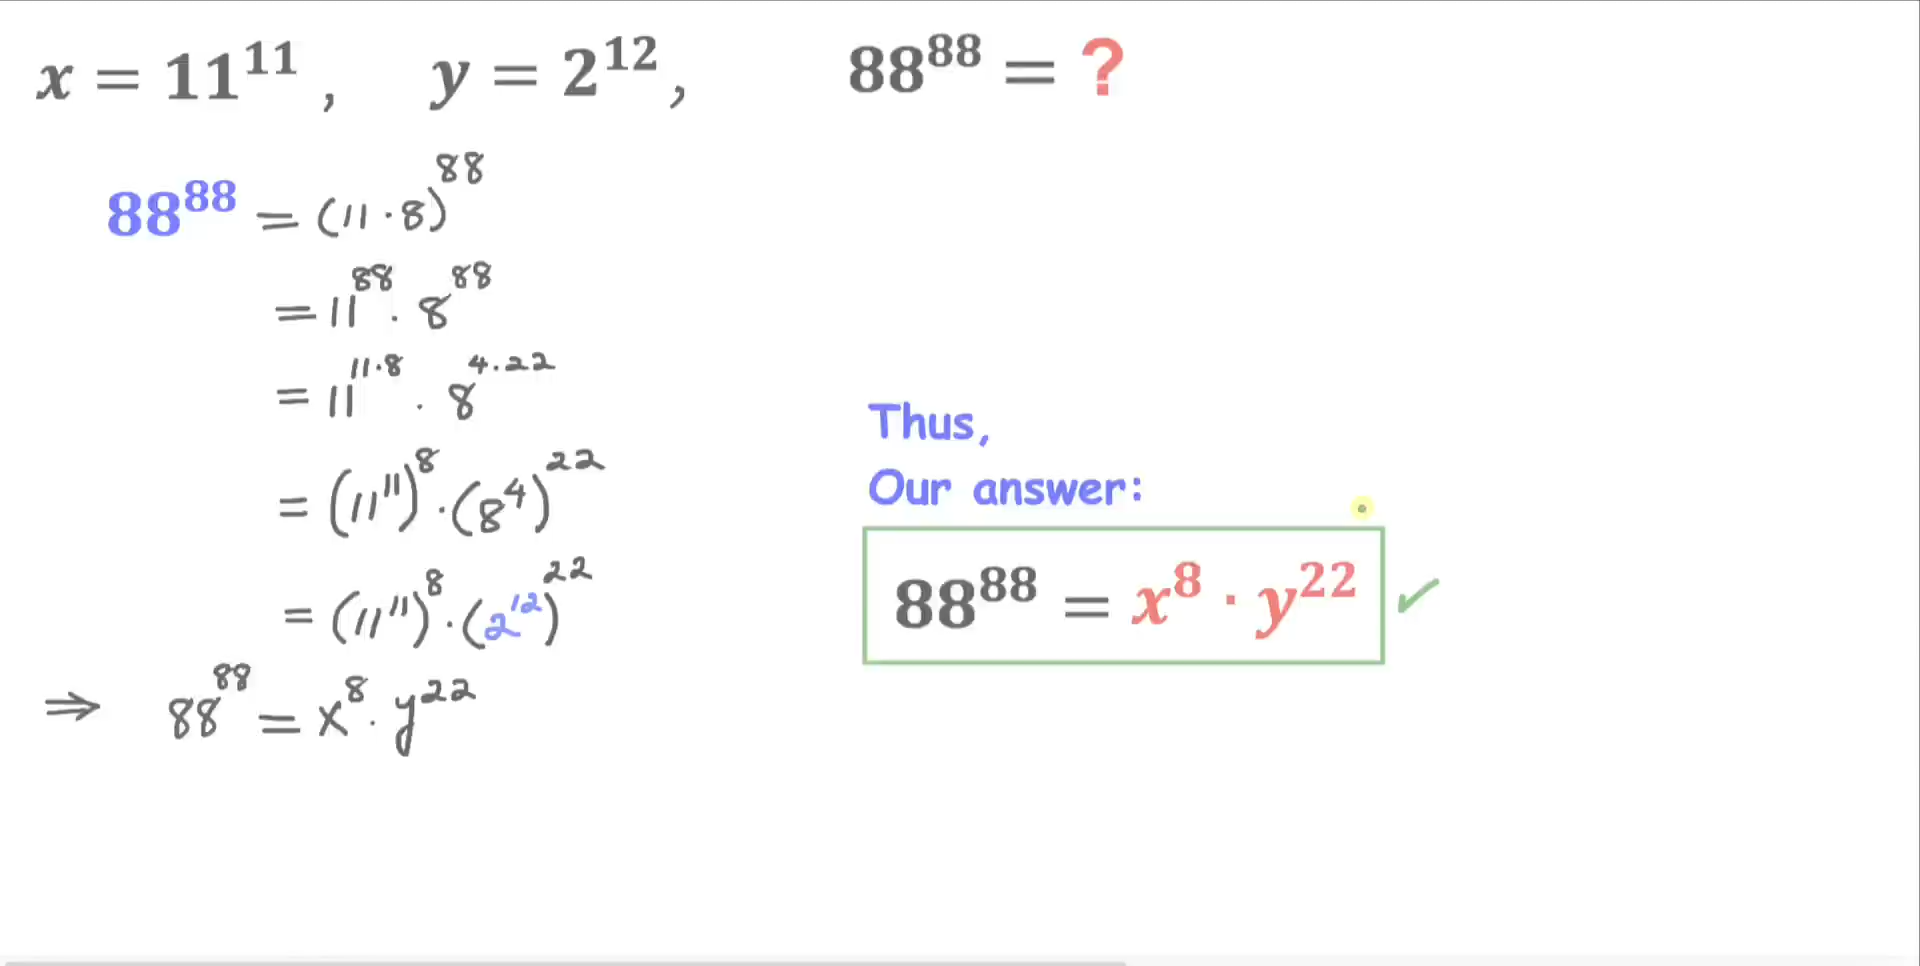 x = 11^11 , y = 2^12 , 88^88 = ?
88^88 = (11·8)^88
= 11^88 · 8^88
= 11^11·8 · 8^4·22
= (11^11)^8 · (8^4)^22
= (11^11)^8 · (2^12)^22
⇒ 88^88 = x^8 · y^22
Thus,
Our answer:
88^88 = x^8 · y^22 ✓